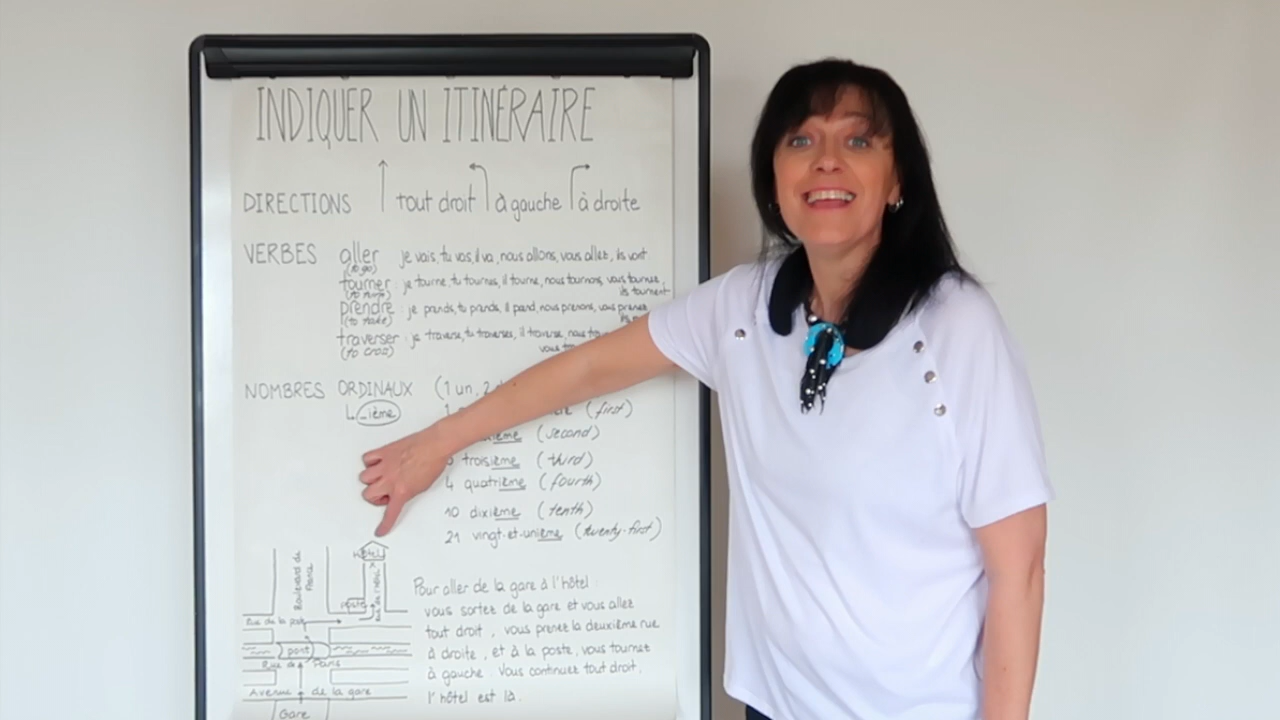 INDIQUER UN ITINÉRAIRE
DIRECTIONS tout droit à gauche à droite
VERBES aller je vais, tu vas, il va, nous allons, vous allez, ils vont
(to go)
tourner : je tourne, tu tournes, il tourne, nous tournons, vous tournez,
ils tournent
prendre : je prends, tu prends, il prend, nous prenons, vous prenez
(to take)
traverser : je traverse, tu traverses, il traverse,
(to cross)
NOMBRES ORDINAUX (1 un, 2
_ième
(first)
(second)
troisième (third)
4 quatrième (fourth)
10 dixième (tenth)
21 vingt-et-unième (twenty-first)
Hôtel
Boulevard de
poste
Rue de la poste
pont
Rue de Paris
Avenue de la gare
Gare
Pour aller de la gare à l'hôtel :
vous sortez de la gare et vous allez
tout droit, vous prenez la deuxième rue
à droite, et à la poste, vous tournez
à gauche. Vous continuez tout droit,
l'hôtel est là.